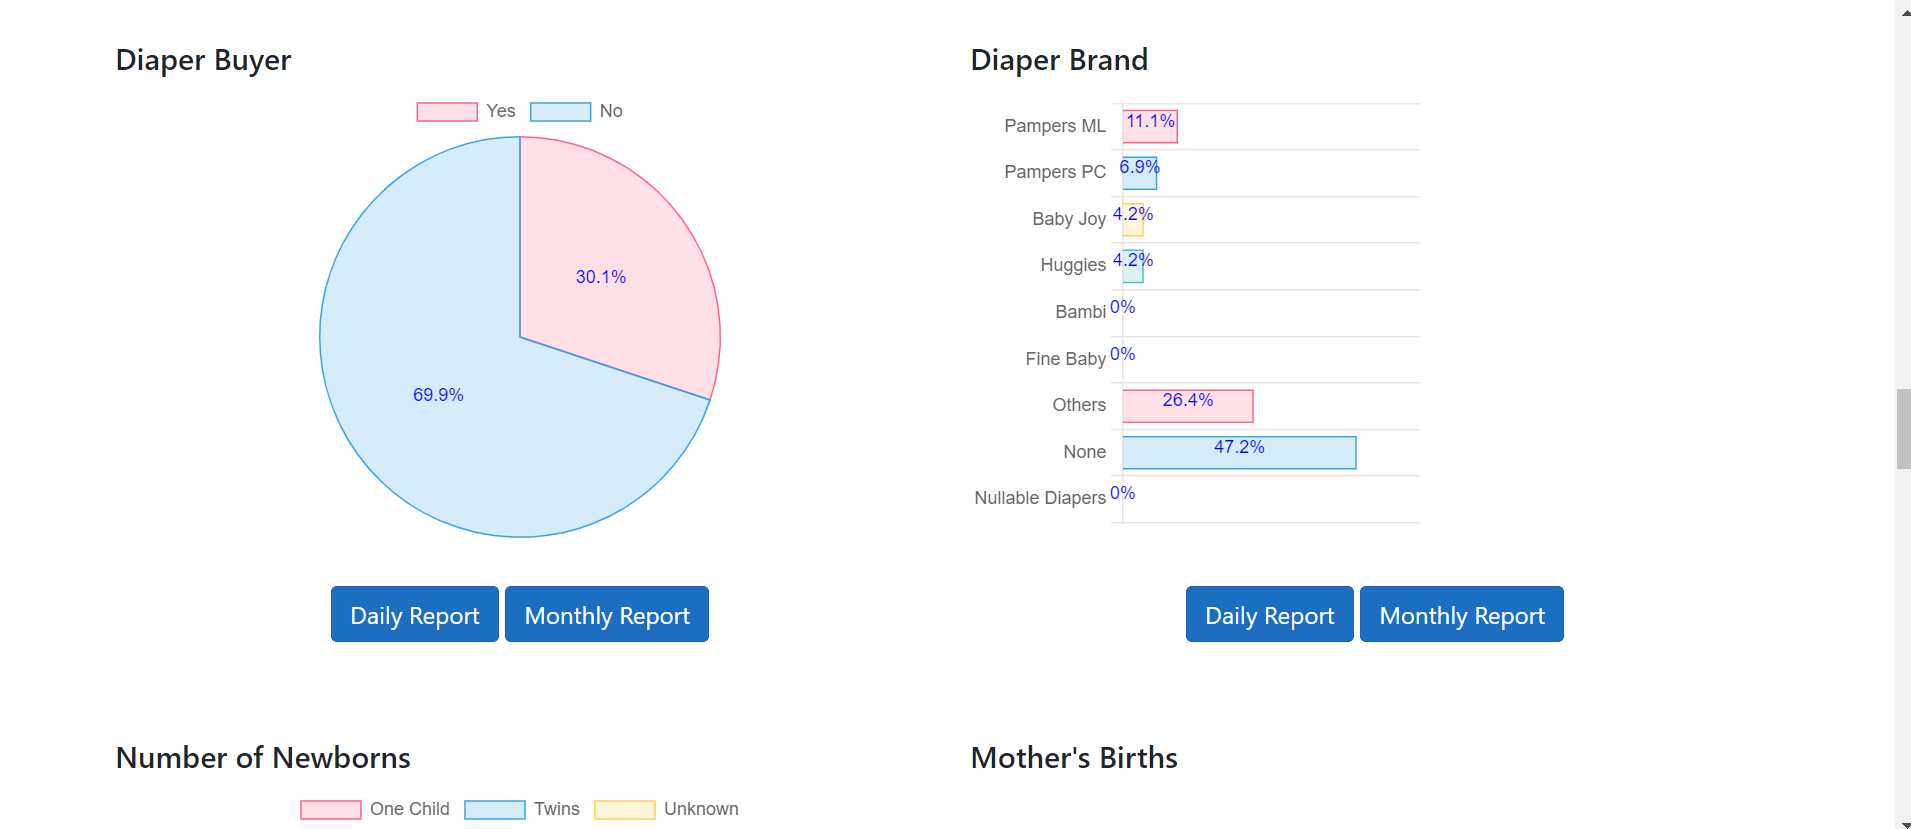 Diaper Buyer
Yes No
30.1%
69.9%
Daily Report Monthly Report
Diaper Brand
Pampers ML 11.1%
Pampers PC 6.9%
Baby Joy 4.2%
Huggies 4.2%
Bambi 0%
Fine Baby 0%
Others 26.4%
None 47.2%
Nullable Diapers 0%
Daily Report Monthly Report
Number of Newborns
One Child Twins Unknown
Mother's Births